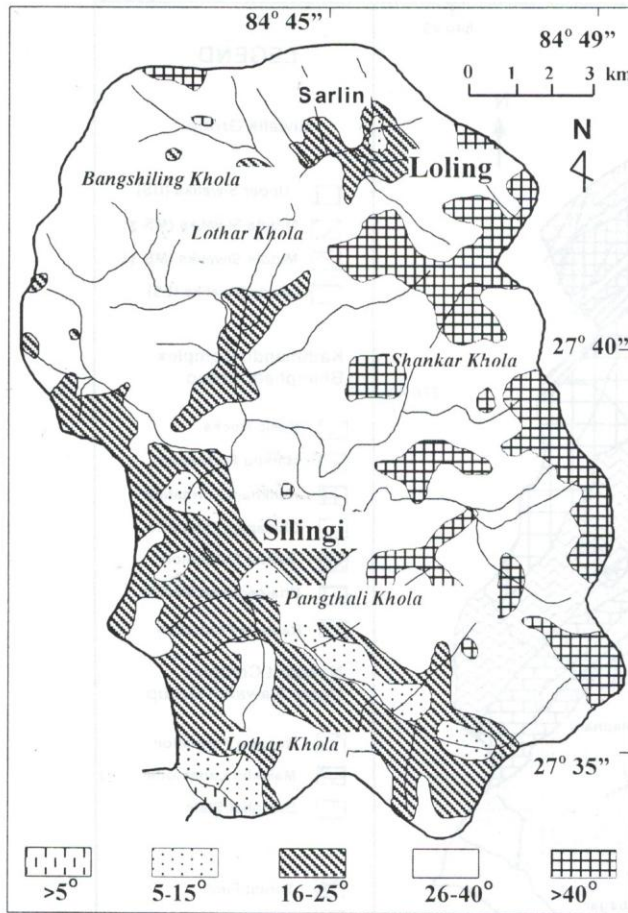 84° 45”
84° 49”
0 1 2 3 km
N
Sarlin
Loling
Bangshiling Khola
Lothar Khola
27° 40”
Shankar Khola
Silingi
Pangthali Khola
Lothar Khola
27° 35”
>5° 5-15° 16-25° 26-40° >40°